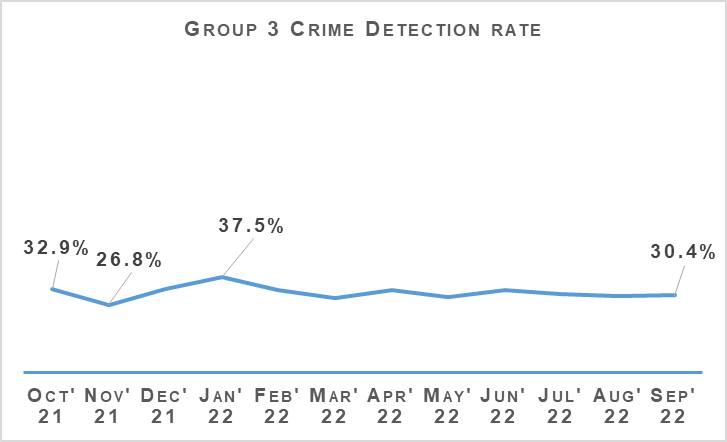 Group 3 Crime Detection rate
37.5%
32.9%
26.8%
30.4%
Oct' Nov' Dec' Jan' Feb' Mar' Apr' May' Jun' Jul' Aug' Sep'
21 21 21 22 22 22 22 22 22 22 22 22